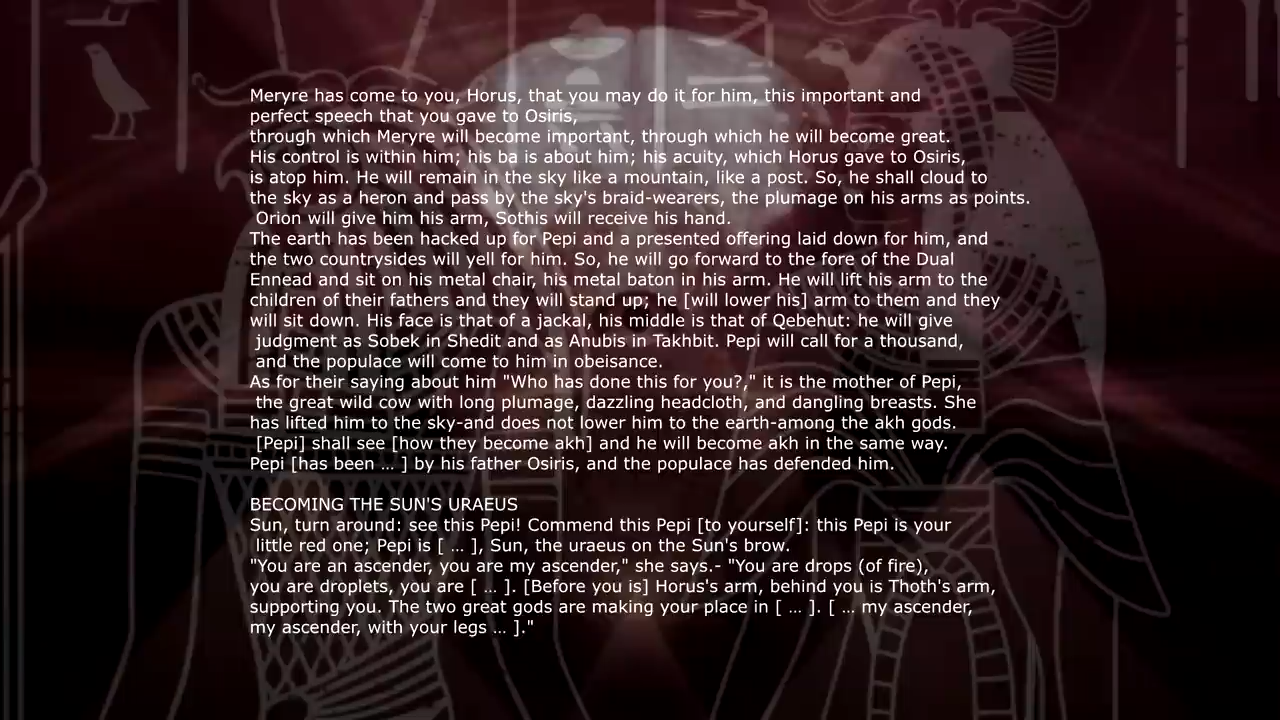 Meryre has come to you, Horus, that you may do it for him, this important and
perfect speech that you gave to Osiris,
through which Meryre will become important, through which he will become great.
His control is within him; his ba is about him; his acuity, which Horus gave to Osiris,
is atop him. He will remain in the sky like a mountain, like a post. So, he shall cloud to
the sky as a heron and pass by the sky's braid-wearers, the plumage on his arms as points.
Orion will give him his arm, Sothis will receive his hand.
The earth has been hacked up for Pepi and a presented offering laid down for him, and
the two countrysides will yell for him. So, he will go forward to the fore of the Dual
Ennead and sit on his metal chair, his metal baton in his arm. He will lift his arm to the
children of their fathers and they will stand up; he [will lower his] arm to them and they
will sit down. His face is that of a jackal, his middle is that of Qebehut: he will give
judgment as Sobek in Shedit and as Anubis in Takhbit. Pepi will call for a thousand,
and the populace will come to him in obeisance.
As for their saying about him "Who has done this for you?," it is the mother of Pepi,
the great wild cow with long plumage, dazzling headcloth, and dangling breasts. She
has lifted him to the sky-and does not lower him to the earth-among the akh gods.
[Pepi] shall see [how they become akh] and he will become akh in the same way.
Pepi [has been … ] by his father Osiris, and the populace has defended him.

BECOMING THE SUN'S URAEUS
Sun, turn around: see this Pepi! Commend this Pepi [to yourself]: this Pepi is your
little red one; Pepi is [ … ], Sun, the uraeus on the Sun's brow.
"You are an ascender, you are my ascender," she says.- "You are drops (of fire),
you are droplets, you are [ … ]. [Before you is] Horus's arm, behind you is Thoth's arm,
supporting you. The two great gods are making your place in [ … ]. [ … my ascender,
my ascender, with your legs … ]."